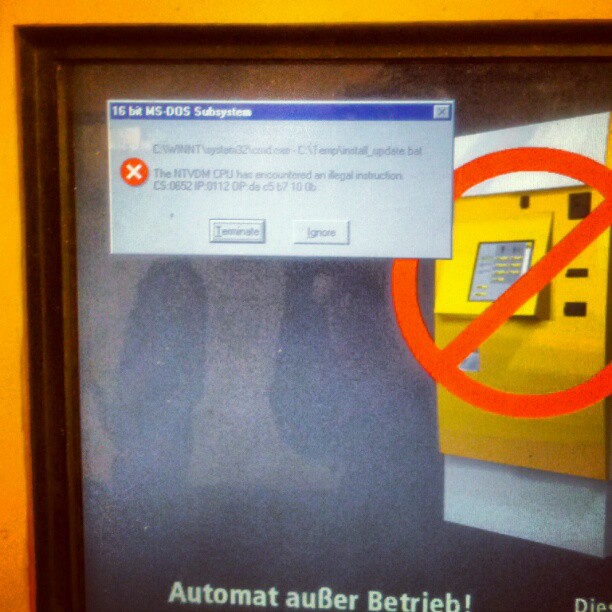 16 bit MS-DOS Subsystem
C:\WINNT\system32\cmd.exe - C:\Temp\install_update.bat
The NTVDM CPU has encountered an illegal instruction.
CS:0652 IP:0112 OP:da c5 b7 10 0b
Terminate Ignore
Automat außer Betrieb! Die